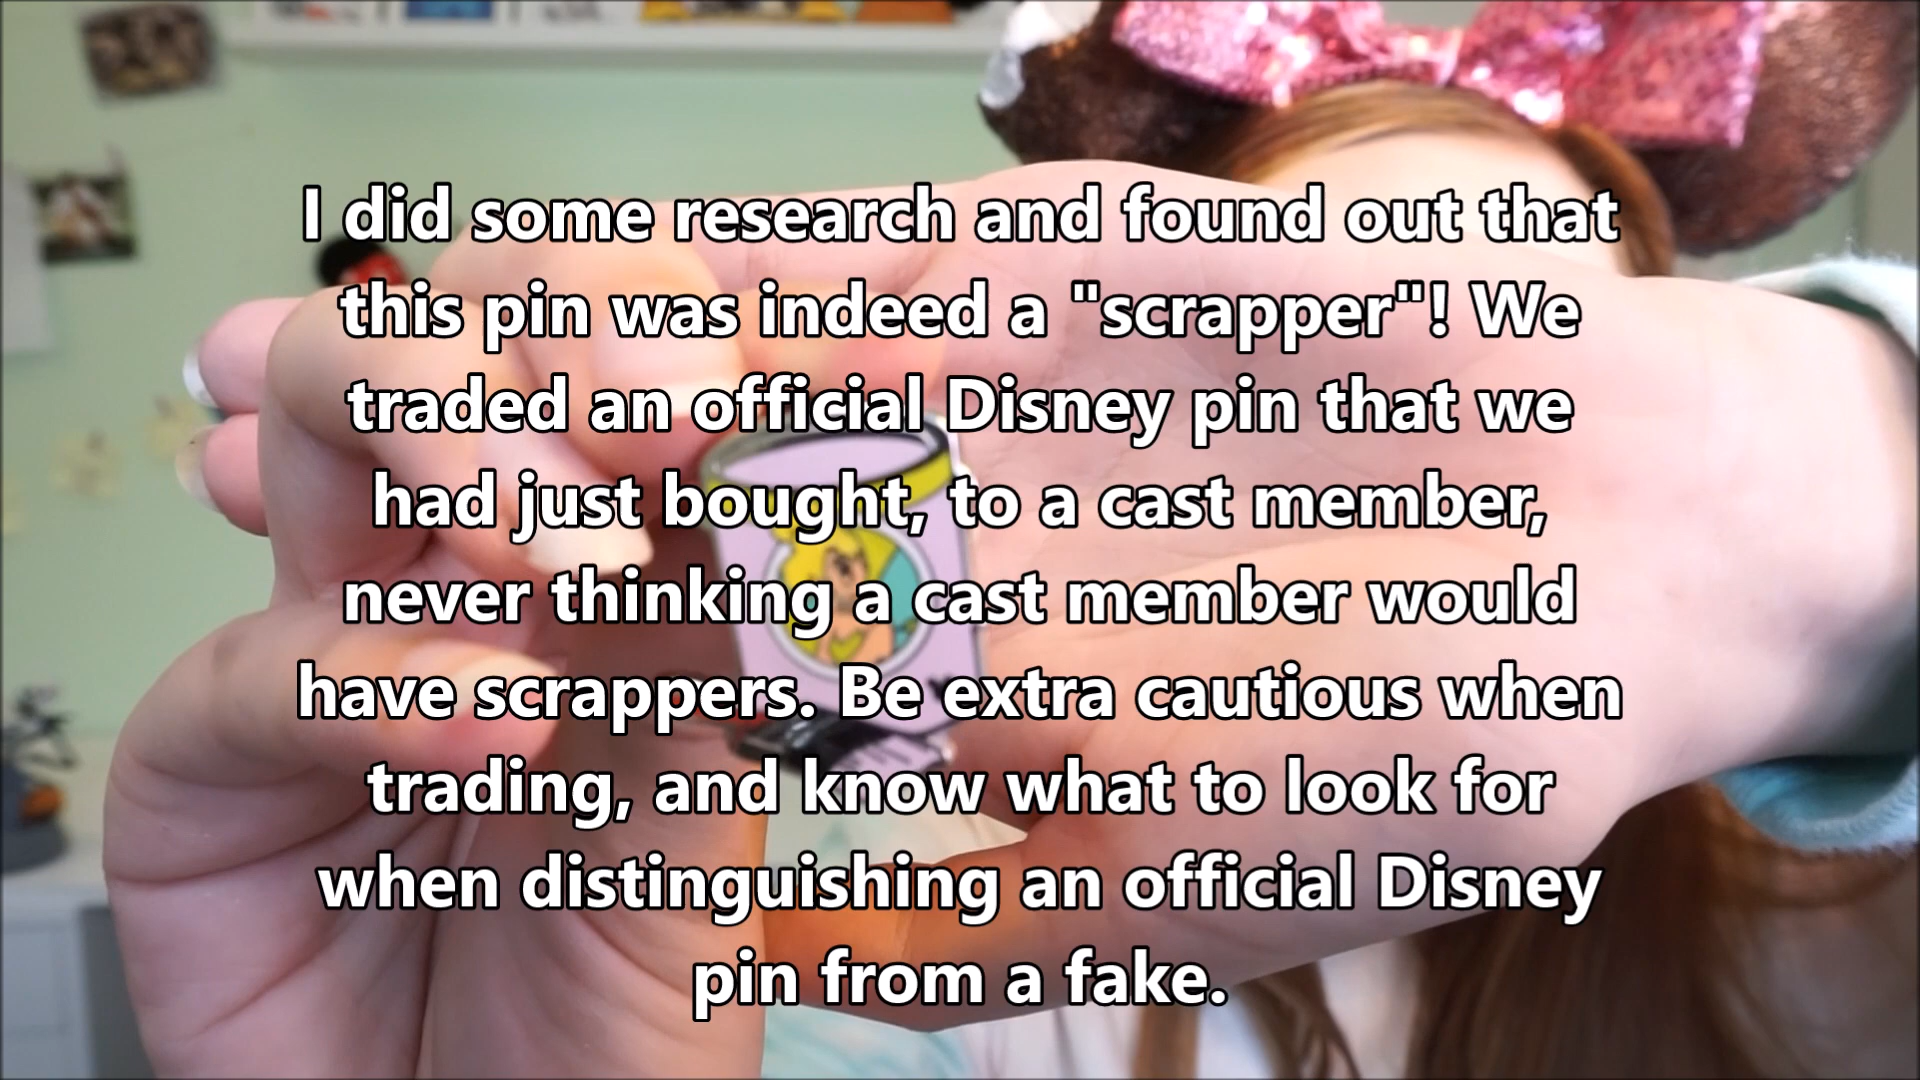 I did some research and found out that
this pin was indeed a "scrapper"! We
traded an official Disney pin that we
had just bought, to a cast member,
never thinking a cast member would
have scrappers. Be extra cautious when
trading, and know what to look for
when distinguishing an official Disney
pin from a fake.